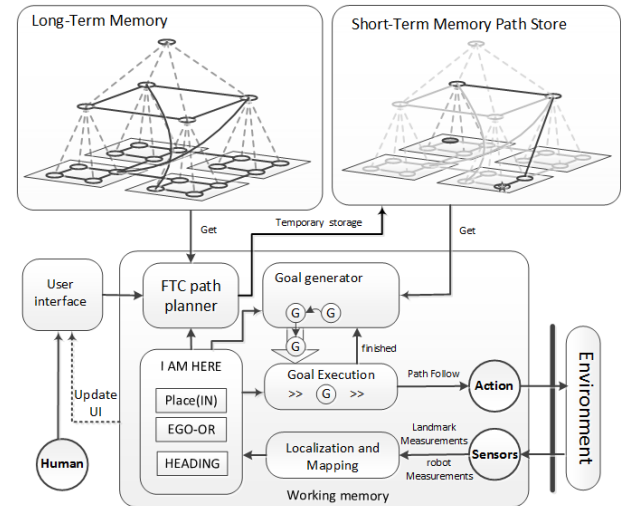 Long-Term Memory
Short-Term Memory Path Store
Get
Temporary storage
Get
User
interface
FTC path
planner
Goal generator
G
G
G
finished
I AM HERE
Place(IN)
EGO-OR
HEADING
Goal Execution
>> G >>
Path Follow
Action
Environment
Update
UI
Human
Localization and
Mapping
Landmark
Measurements
robot
Measurements
Sensors
Working memory